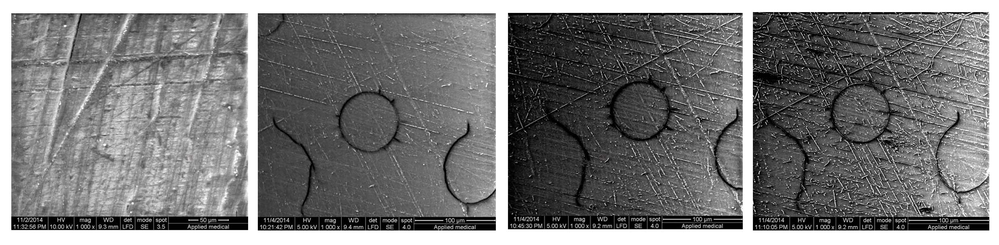 11/2/2014 HV mag WD det mode spot 50 µm
11:32:56 PM 10.00 kV 1 000 x 9.3 mm LFD SE 3.5 Applied medical
11/4/2014 HV mag WD det mode spot 100 µm
10:21:42 PM 5.00 kV 1 000 x 9.4 mm LFD SE 4.0 Applied medical
11/4/2014 HV mag WD det mode spot 100 µm
10:45:30 PM 5.00 kV 1 000 x 9.2 mm LFD SE 4.0 Applied medical
11/4/2014 HV mag WD det mode spot 100 µm
11:10:05 PM 5.00 kV 1 000 x 9.2 mm LFD SE 4.0 Applied medical